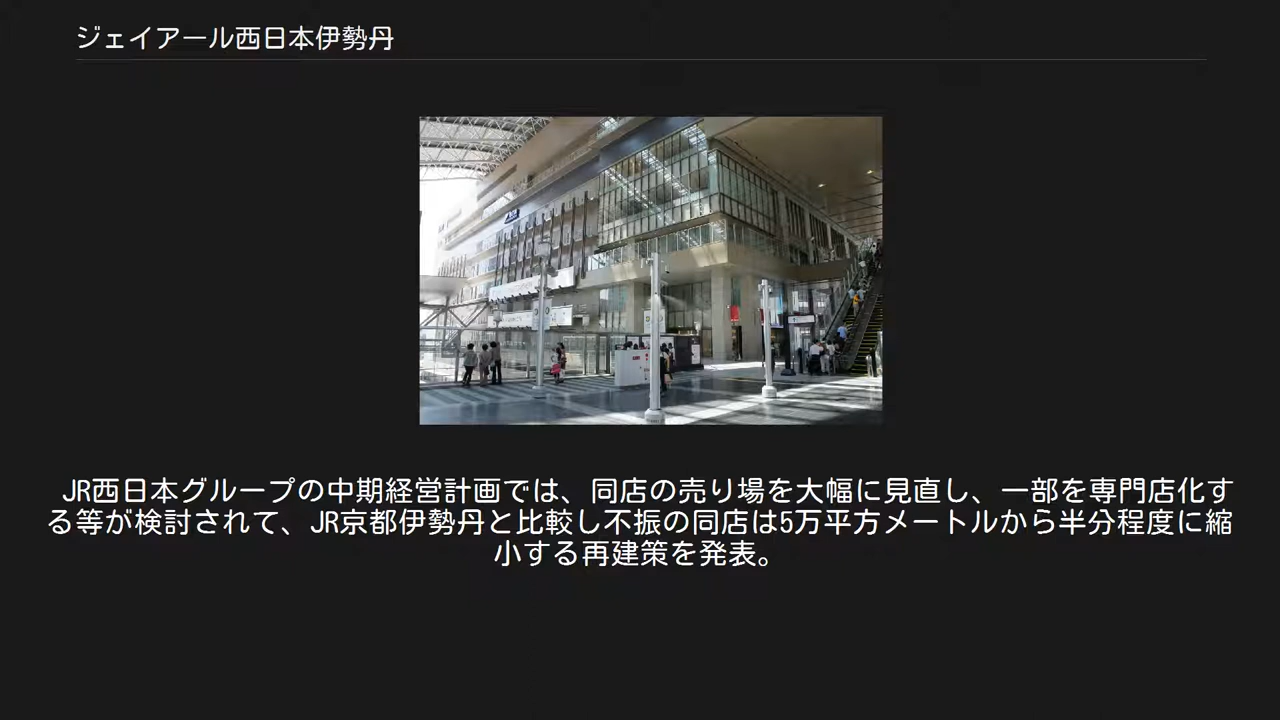 ジェイアール西日本伊勢丹
JR西日本グループの中期経営計画では、同店の売り場を大幅に見直し、一部を専門店化す
る等が検討されて、JR京都伊勢丹と比較し不振の同店は5万平方メートルから半分程度に縮
小する再建策を発表。